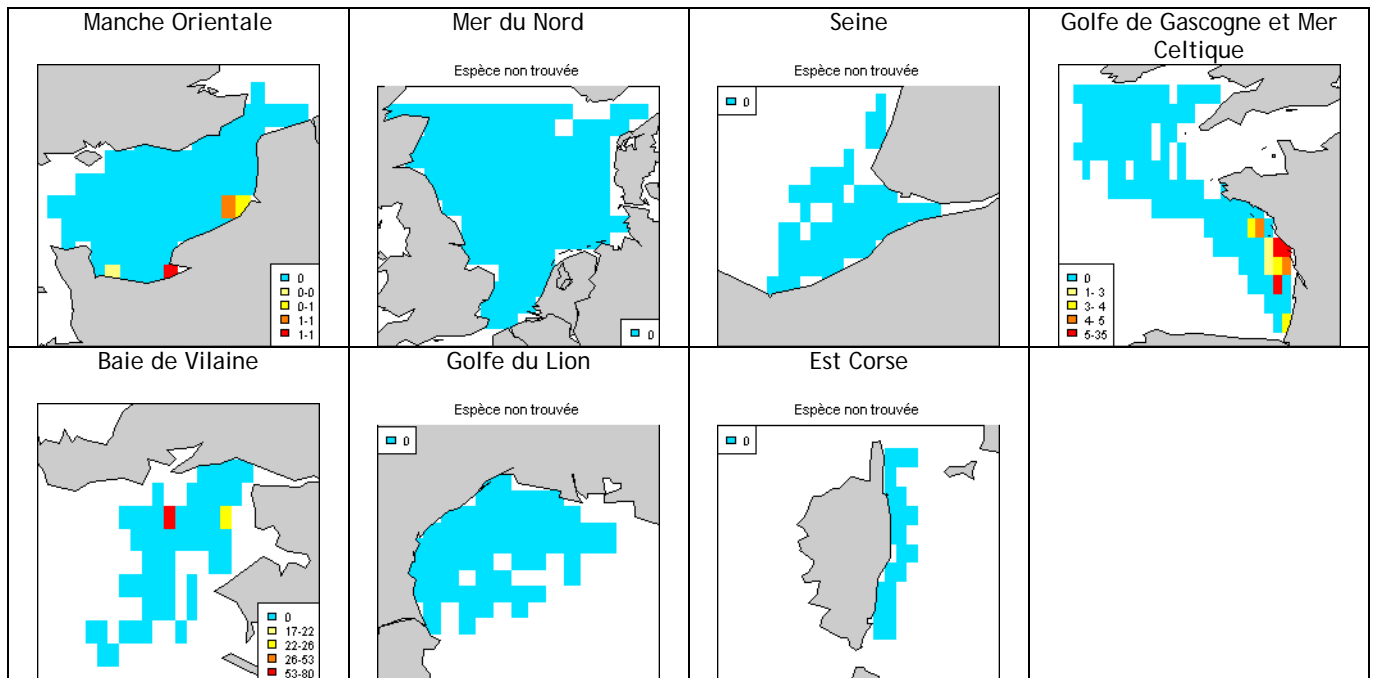 Manche Orientale
0
0-0
0-1
1-1
1-1
Mer du Nord
Espèce non trouvée
0
Seine
Espèce non trouvée
0
Golfe de Gascogne et Mer
Celtique
0
1- 3
3- 4
4- 5
5-35
Baie de Vilaine
0
17-22
22-26
26-53
53-80
Golfe du Lion
Espèce non trouvée
0
Est Corse
Espèce non trouvée
0